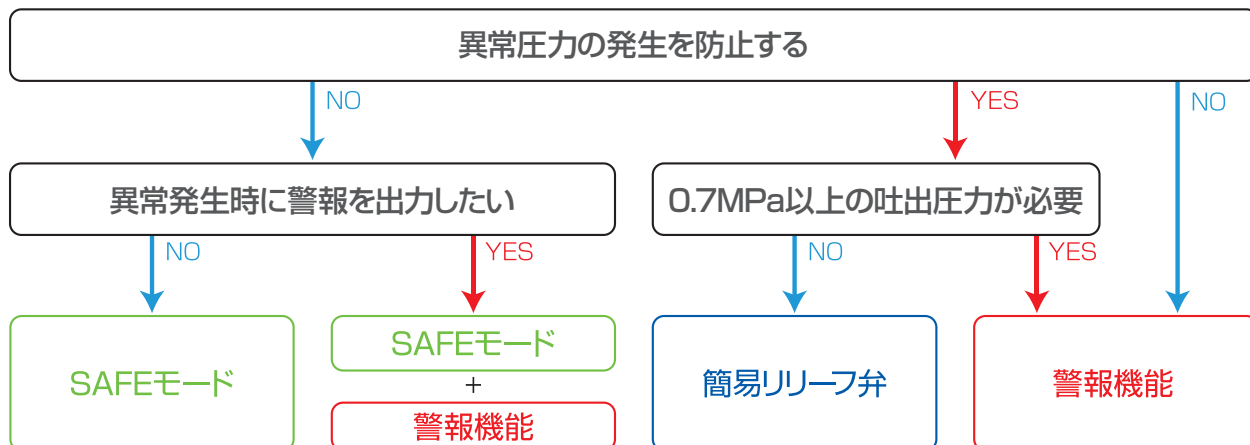 異常圧力の発生を防止する
NO
YES
NO
異常発生時に警報を出力したい
0.7MPa以上の吐出圧力が必要
NO
YES
NO
YES
SAFEモード
SAFEモード
+
警報機能
簡易リリーフ弁
警報機能